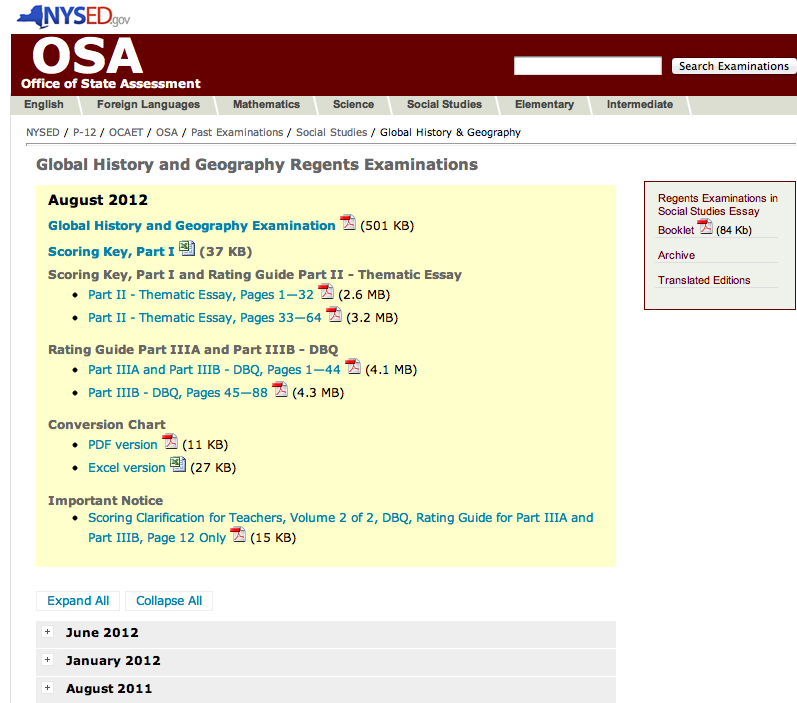 NYSED.gov
OSA
Office of State Assessment
Search Examinations
English Foreign Languages Mathematics Science Social Studies Elementary Intermediate
NYSED / P-12 / OCAET / OSA / Past Examinations / Social Studies / Global History & Geography
Global History and Geography Regents Examinations
August 2012
Global History and Geography Examination (501 KB)
Scoring Key, Part I (37 KB)
Scoring Key, Part I and Rating Guide Part II - Thematic Essay
• Part II - Thematic Essay, Pages 1—32 (2.6 MB)
• Part II - Thematic Essay, Pages 33—64 (3.2 MB)
Rating Guide Part IIIA and Part IIIB - DBQ
• Part IIIA and Part IIIB - DBQ, Pages 1—44 (4.1 MB)
• Part IIIB - DBQ, Pages 45—88 (4.3 MB)
Conversion Chart
• PDF version (11 KB)
• Excel version (27 KB)
Important Notice
• Scoring Clarification for Teachers, Volume 2 of 2, DBQ, Rating Guide for Part IIIA and
Part IIIB, Page 12 Only (15 KB)
Expand All Collapse All
+ June 2012
+ January 2012
+ August 2011
Regents Examinations in
Social Studies Essay
Booklet (84 Kb)
Archive
Translated Editions